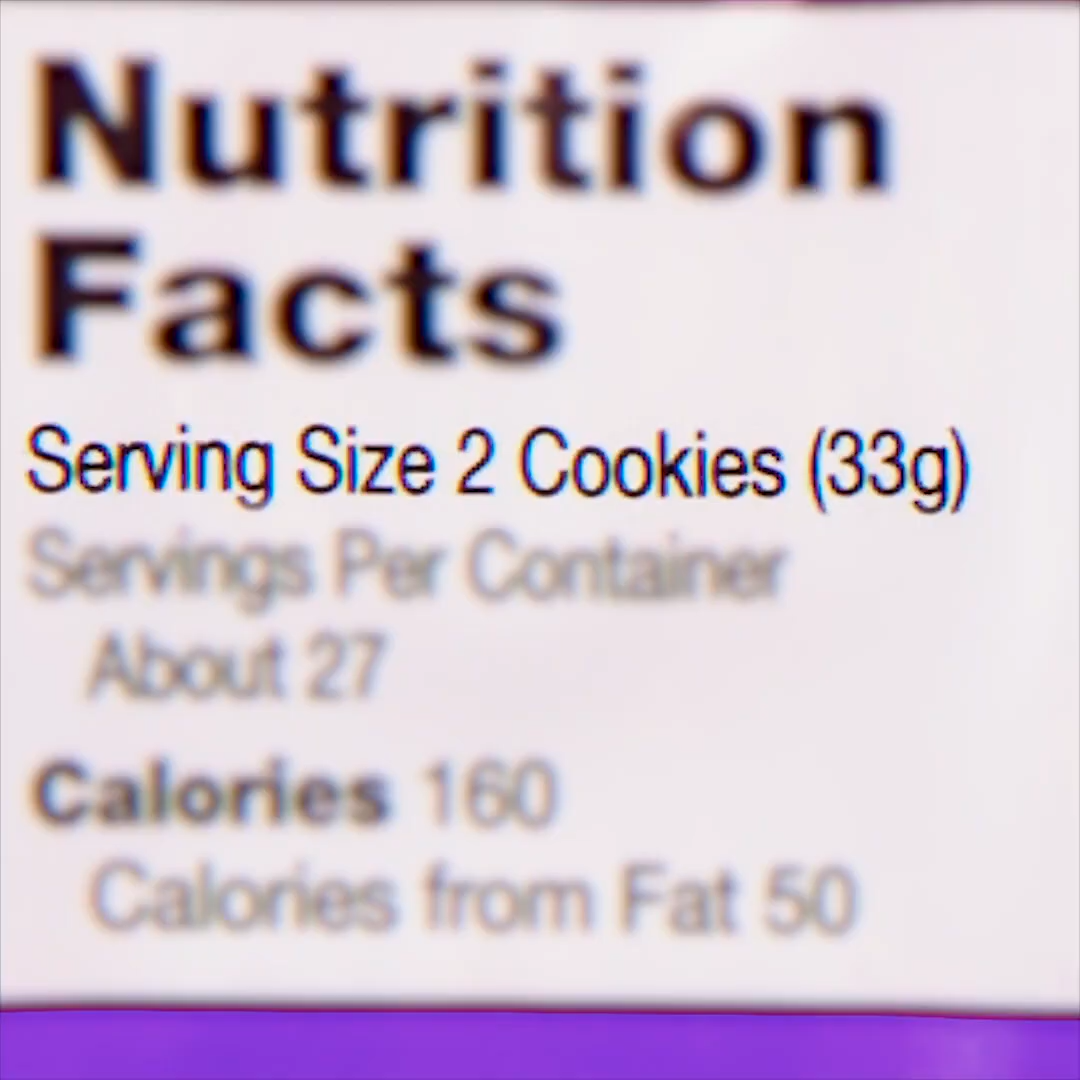 Nutrition
Facts
Serving Size 2 Cookies (33g)
Servings Per Container
About 27
Calories 160
Calories from Fat 50